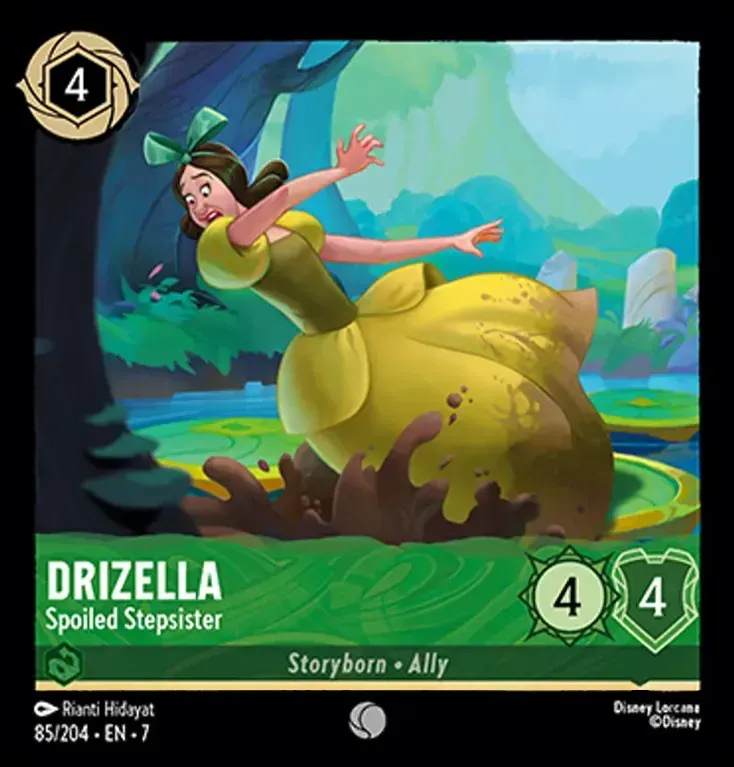 4
DRIZELLA
Spoiled Stepsister
4
4
Storyborn • Ally
Rianti Hidayat
85/204 • EN • 7
Disney Lorcana
©Disney